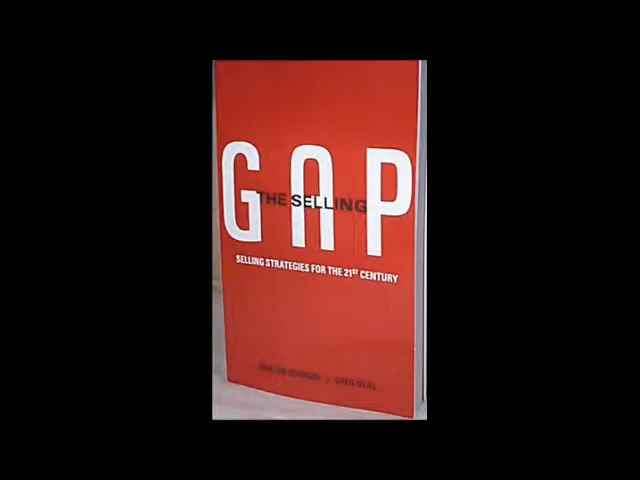 GAP
THE SELLING
SELLING STRATEGIES FOR THE 21ST CENTURY